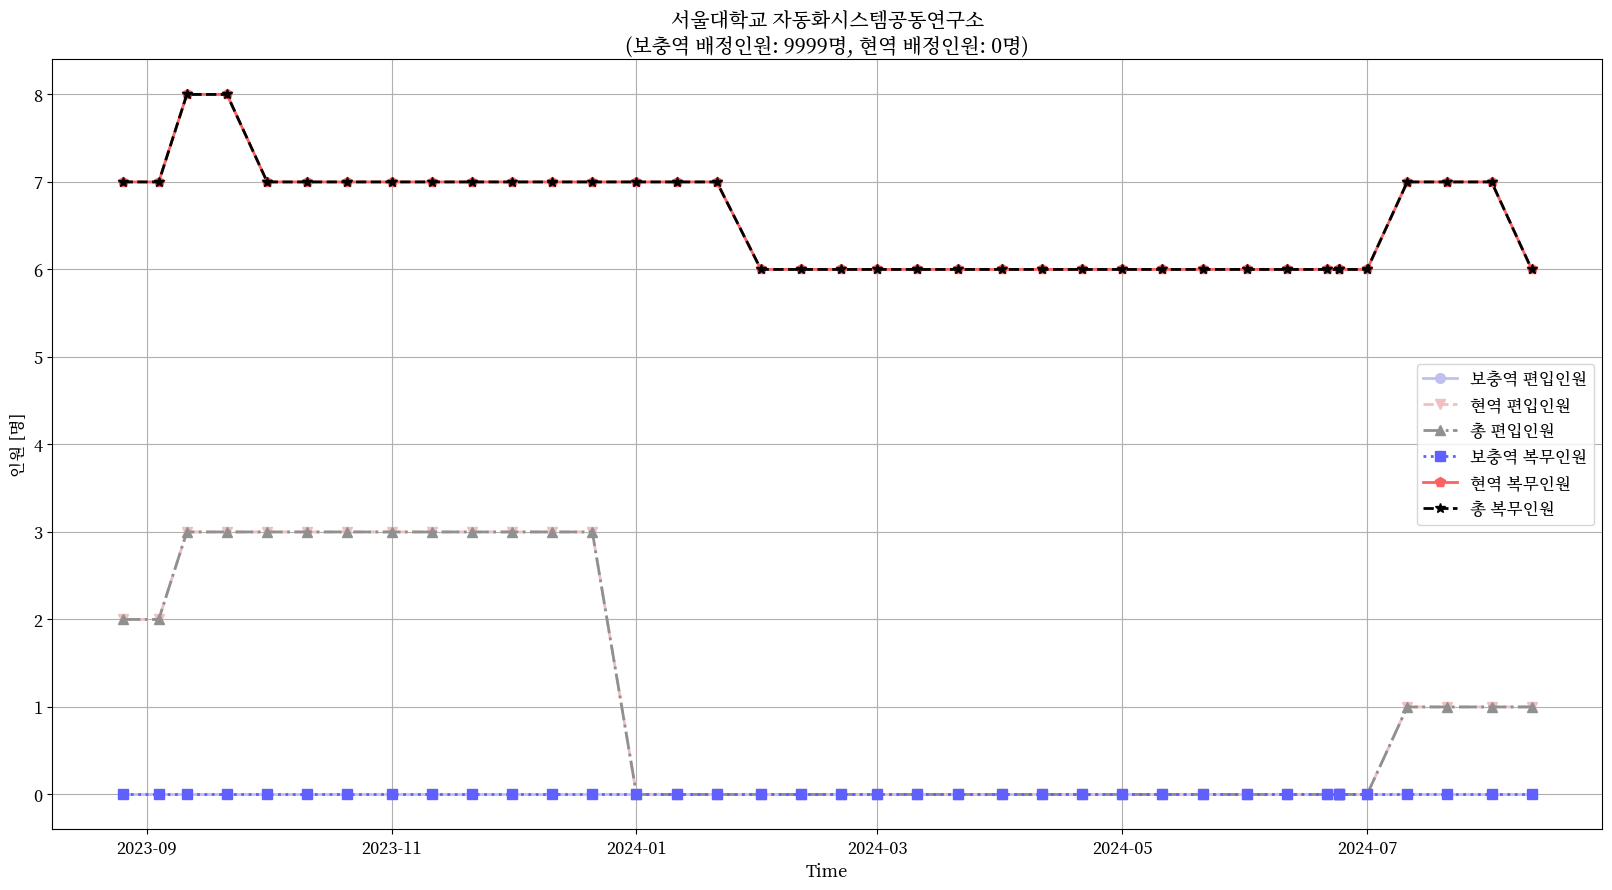 서울대학교 자동화시스템공동연구소
(보충역 배정인원: 9999명, 현역 배정인원: 0명)
8
7
6
5
4
3
2
1
0
인원 [명]
보충역 편입인원
현역 편입인원
총 편입인원
보충역 복무인원
현역 복무인원
총 복무인원
2023-09 2023-11 2024-01 2024-03 2024-05 2024-07
Time